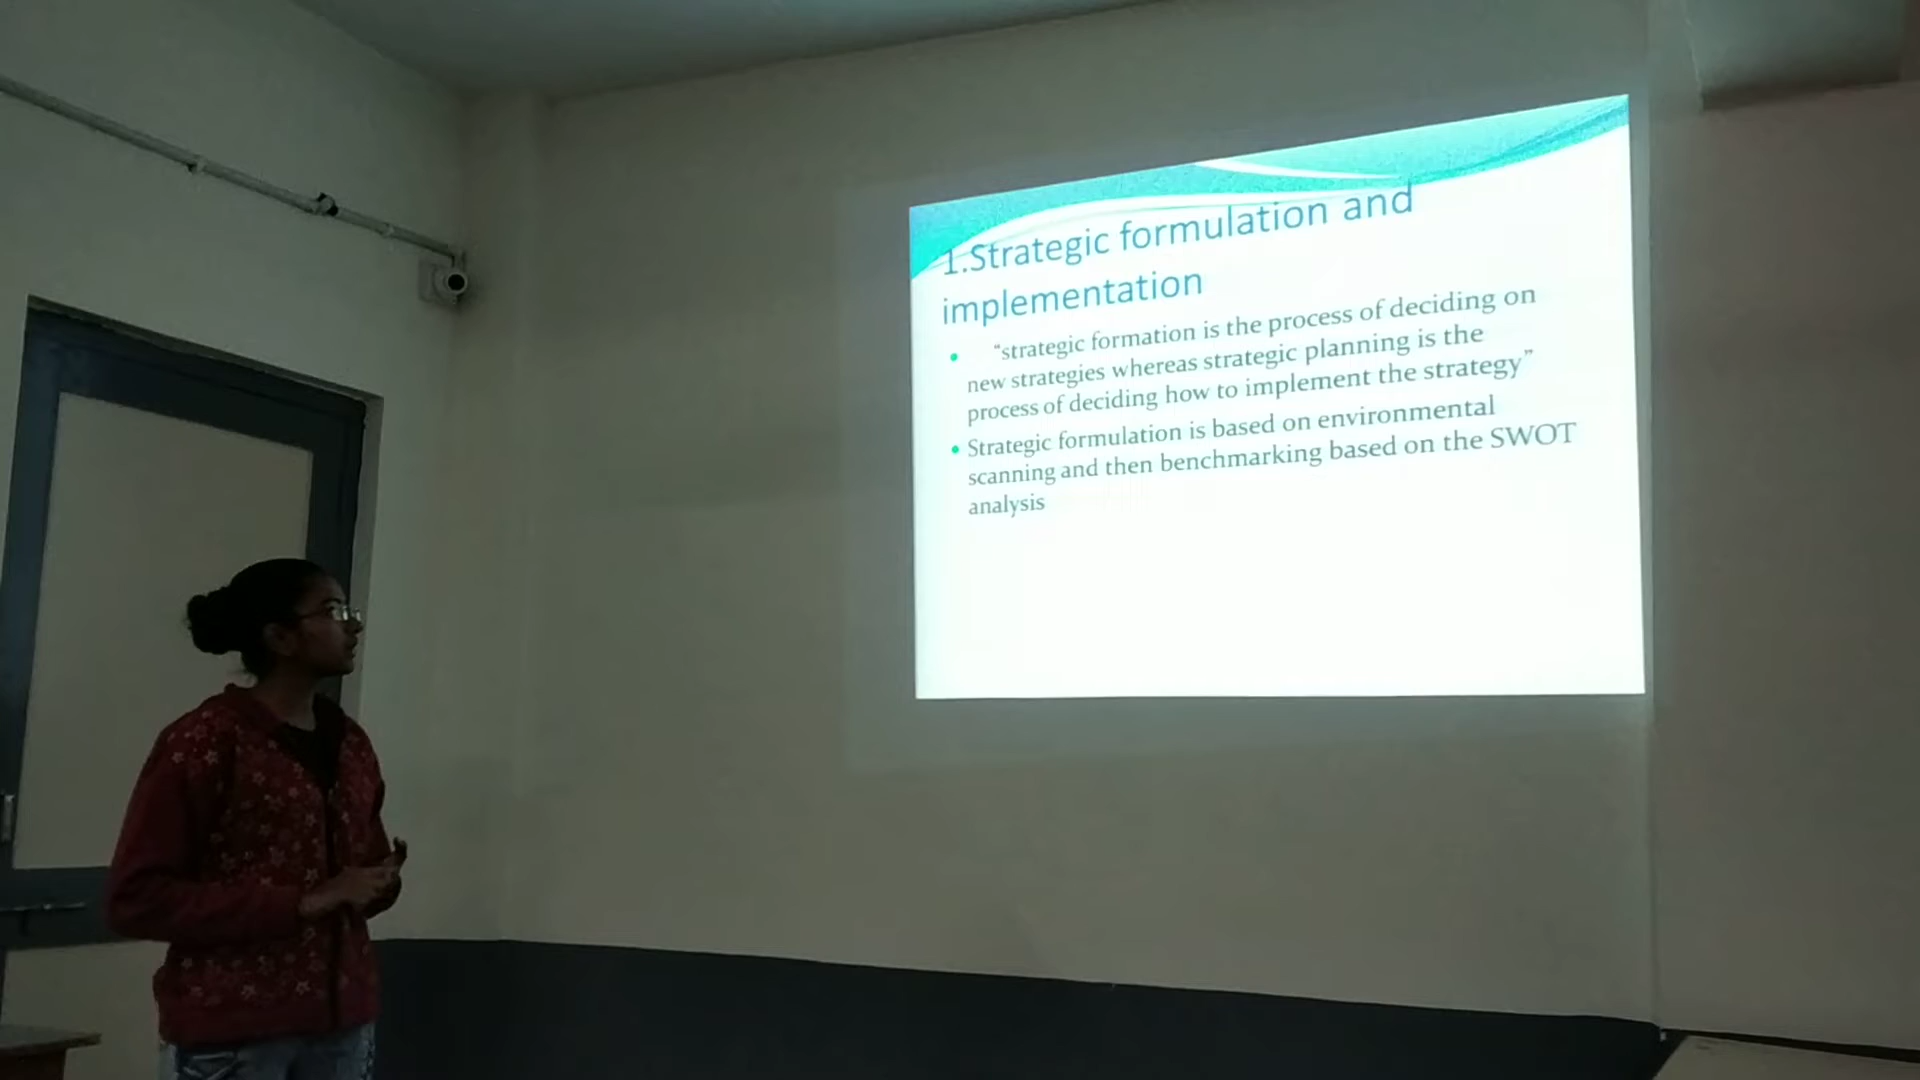 1.Strategic formulation and
implementation
• “strategic formation is the process of deciding on
new strategies whereas strategic planning is the
process of deciding how to implement the strategy”
• Strategic formulation is based on environmental
scanning and then benchmarking based on the SWOT
analysis